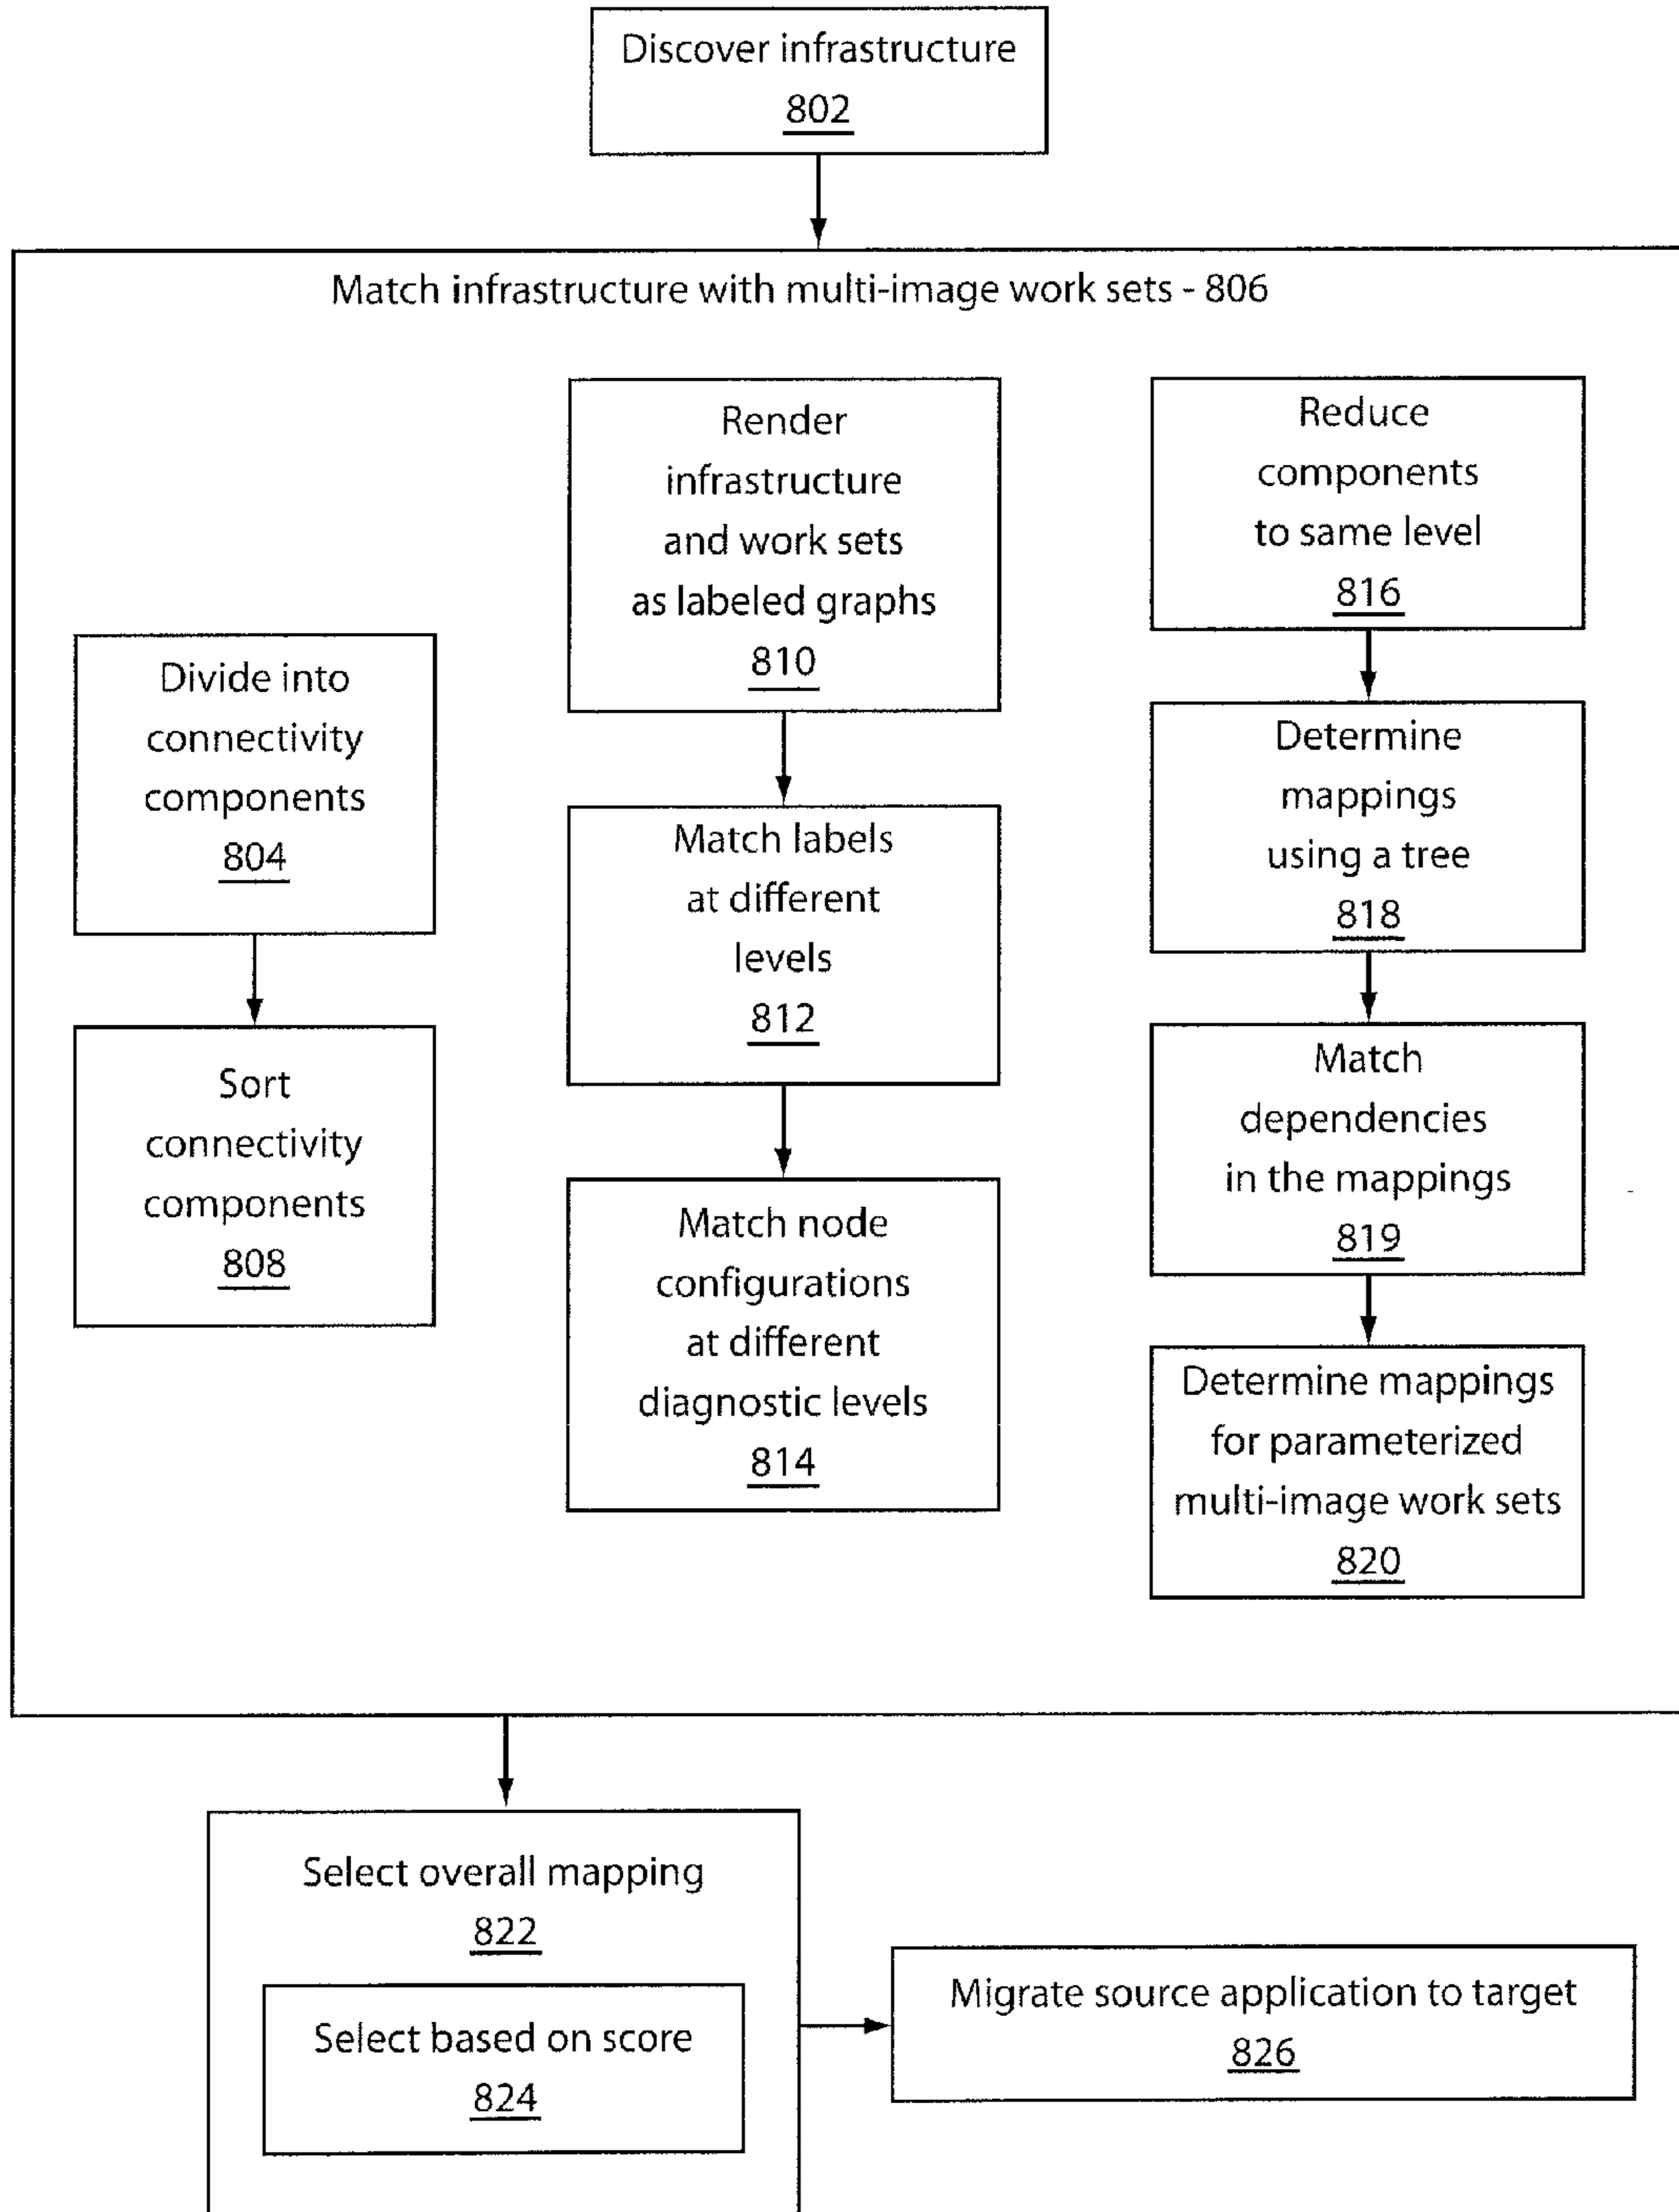 Discover infrastructure
802
Match infrastructure with multi-image work sets - 806
Divide into
connectivity
components
804
Sort
connectivity
components
808
Render
infrastructure
and work sets
as labeled graphs
810
Match labels
at different
levels
812
Match node
configurations
at different
diagnostic levels
814
Reduce
components
to same level
816
Determine
mappings
using a tree
818
Match
dependencies
in the mappings
819
Determine mappings
for parameterized
multi-image work sets
820
Select overall mapping
822
Select based on score
824
Migrate source application to target
826